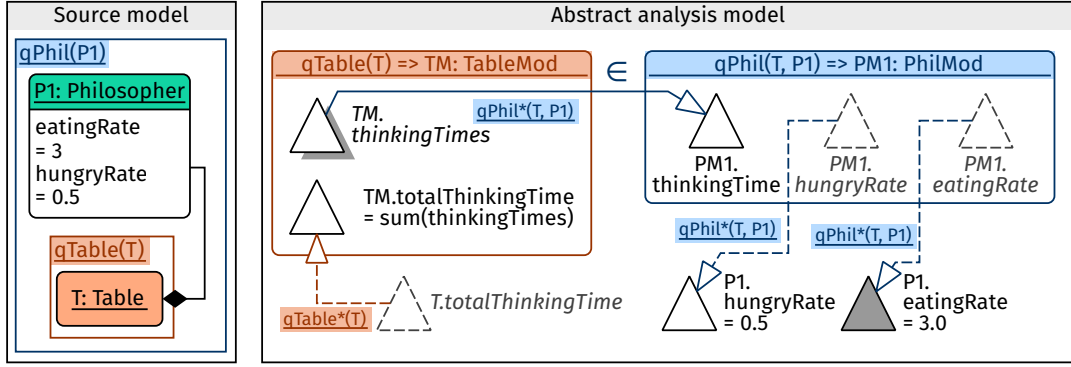 Source model
qPhil(P1)
P1: Philosopher
eatingRate
= 3
hungryRate
= 0.5
qTable(T)
T: Table
Abstract analysis model
qTable(T) => TM: TableMod
∈
qPhil(T, P1) => PM1: PhilMod
TM.
thinkingTimes
qPhil*(T, P1)
PM1.
thinkingTime
PM1.
hungryRate
PM1.
eatingRate
TM.totalThinkingTime
= sum(thinkingTimes)
qPhil*(T, P1)
qPhil*(T, P1)
qTable*(T)
T.totalThinkingTime
P1.
hungryRate
= 0.5
P1.
eatingRate
= 3.0